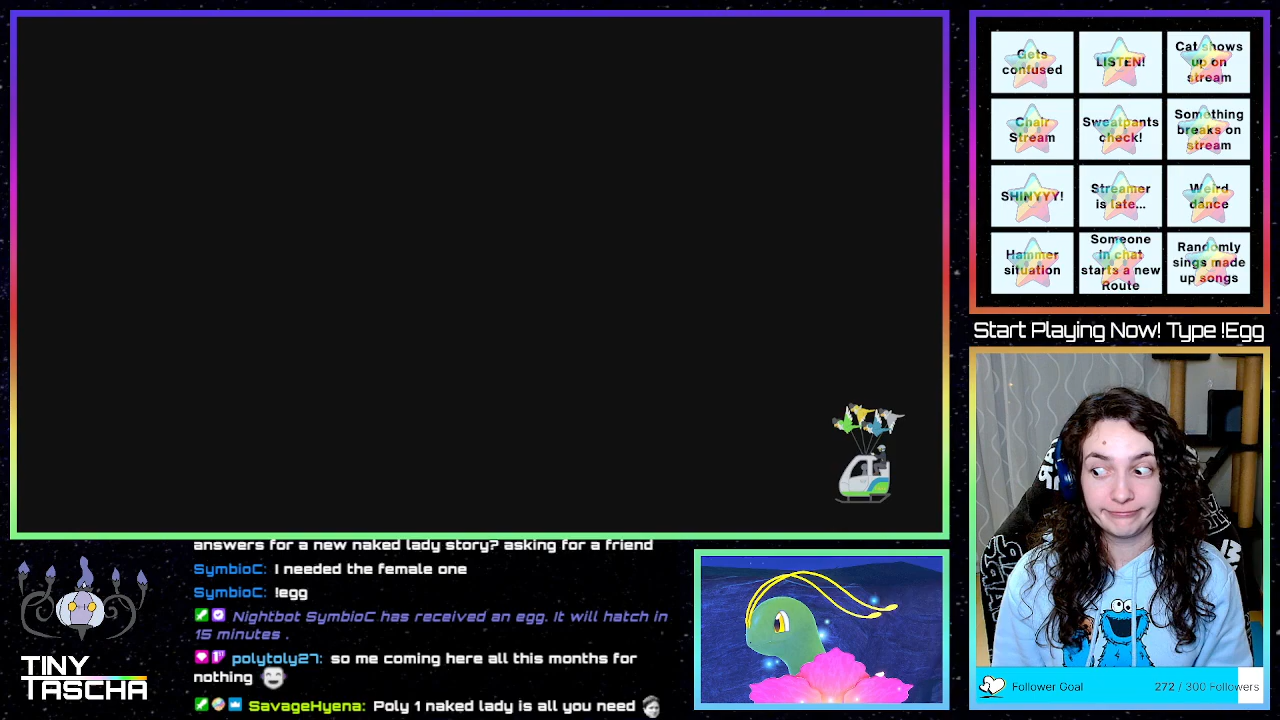 Gets
confused
LISTEN!
Cat shows
up on
stream
Chair
Stream
Sweatpants
check!
Something
breaks on
stream
SHINYYY!
Streamer
is late...
Weird
dance
Hammer
situation
Someone
in chat
starts a new
Route
Randomly
sings made
up songs
Start Playing Now! Type !Egg
answers for a new naked lady story? asking for a friend
SymbioC: I needed the female one
SymbioC: !egg
Nightbot SymbioC has received an egg. It will hatch in
15 minutes .
polytoly27: so me coming here all this months for
nothing
SavageHyena: Poly 1 naked lady is all you need
TINY
TASCHA
Follower Goal
272 / 300 Followers